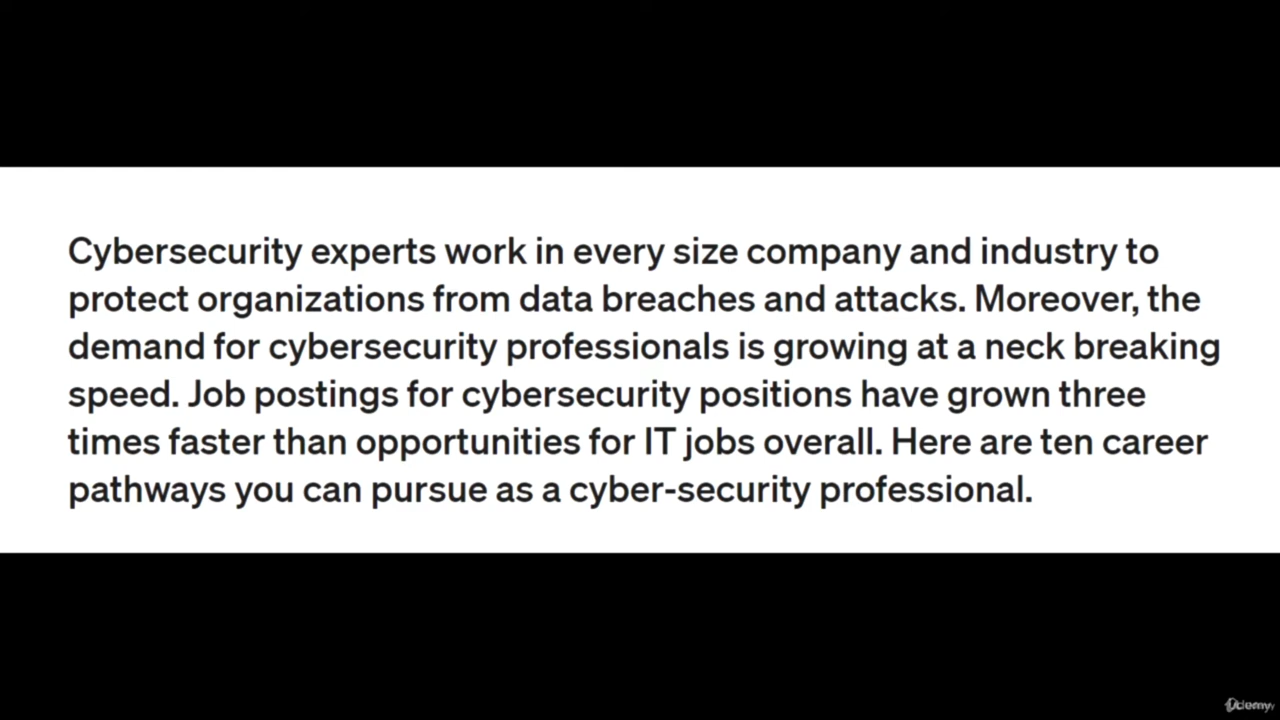 Cybersecurity experts work in every size company and industry to
protect organizations from data breaches and attacks. Moreover, the
demand for cybersecurity professionals is growing at a neck breaking
speed. Job postings for cybersecurity positions have grown three
times faster than opportunities for IT jobs overall. Here are ten career
pathways you can pursue as a cyber-security professional.
Udemy